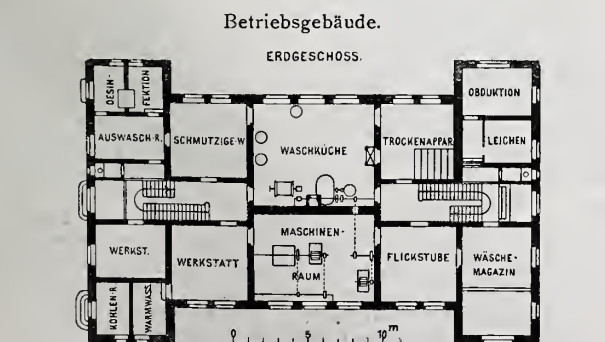 Betriebsgebäude.
ERDGESCHOSS.
DESIN-
FEKTION
OBDUKTION
AUSWASCH-R.
SCHMUTZIGE-W.
WASCHKÜCHE
TROCKENAPPAR.
LEICHEN
WERKST.
WERKSTATT
MASCHINEN-
RAUM
FLICKSTUBE
WÄSCHE-
MAGAZIN
KOHLEN-R.
WARMWASS.
0 5 10 m